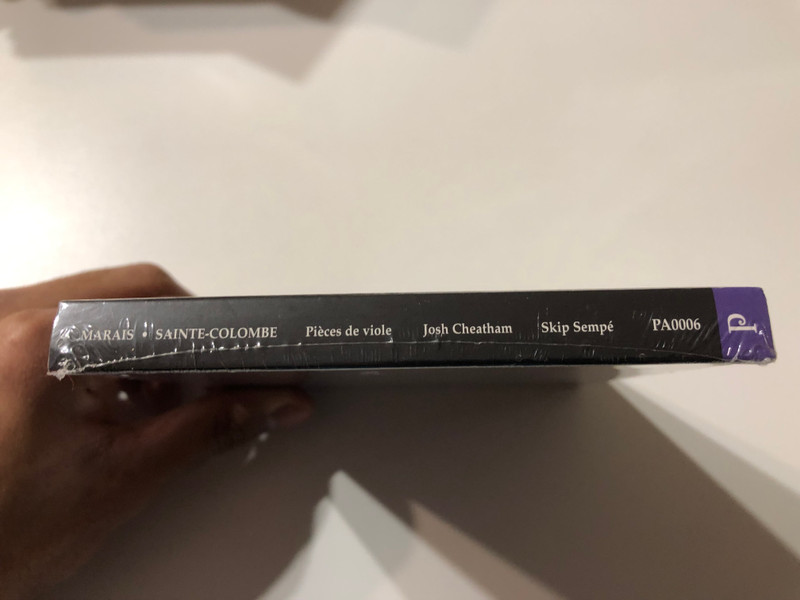 MARAIS • SAINTE-COLOMBE Pièces de viole Josh Cheatham Skip Sempé PA0006 P